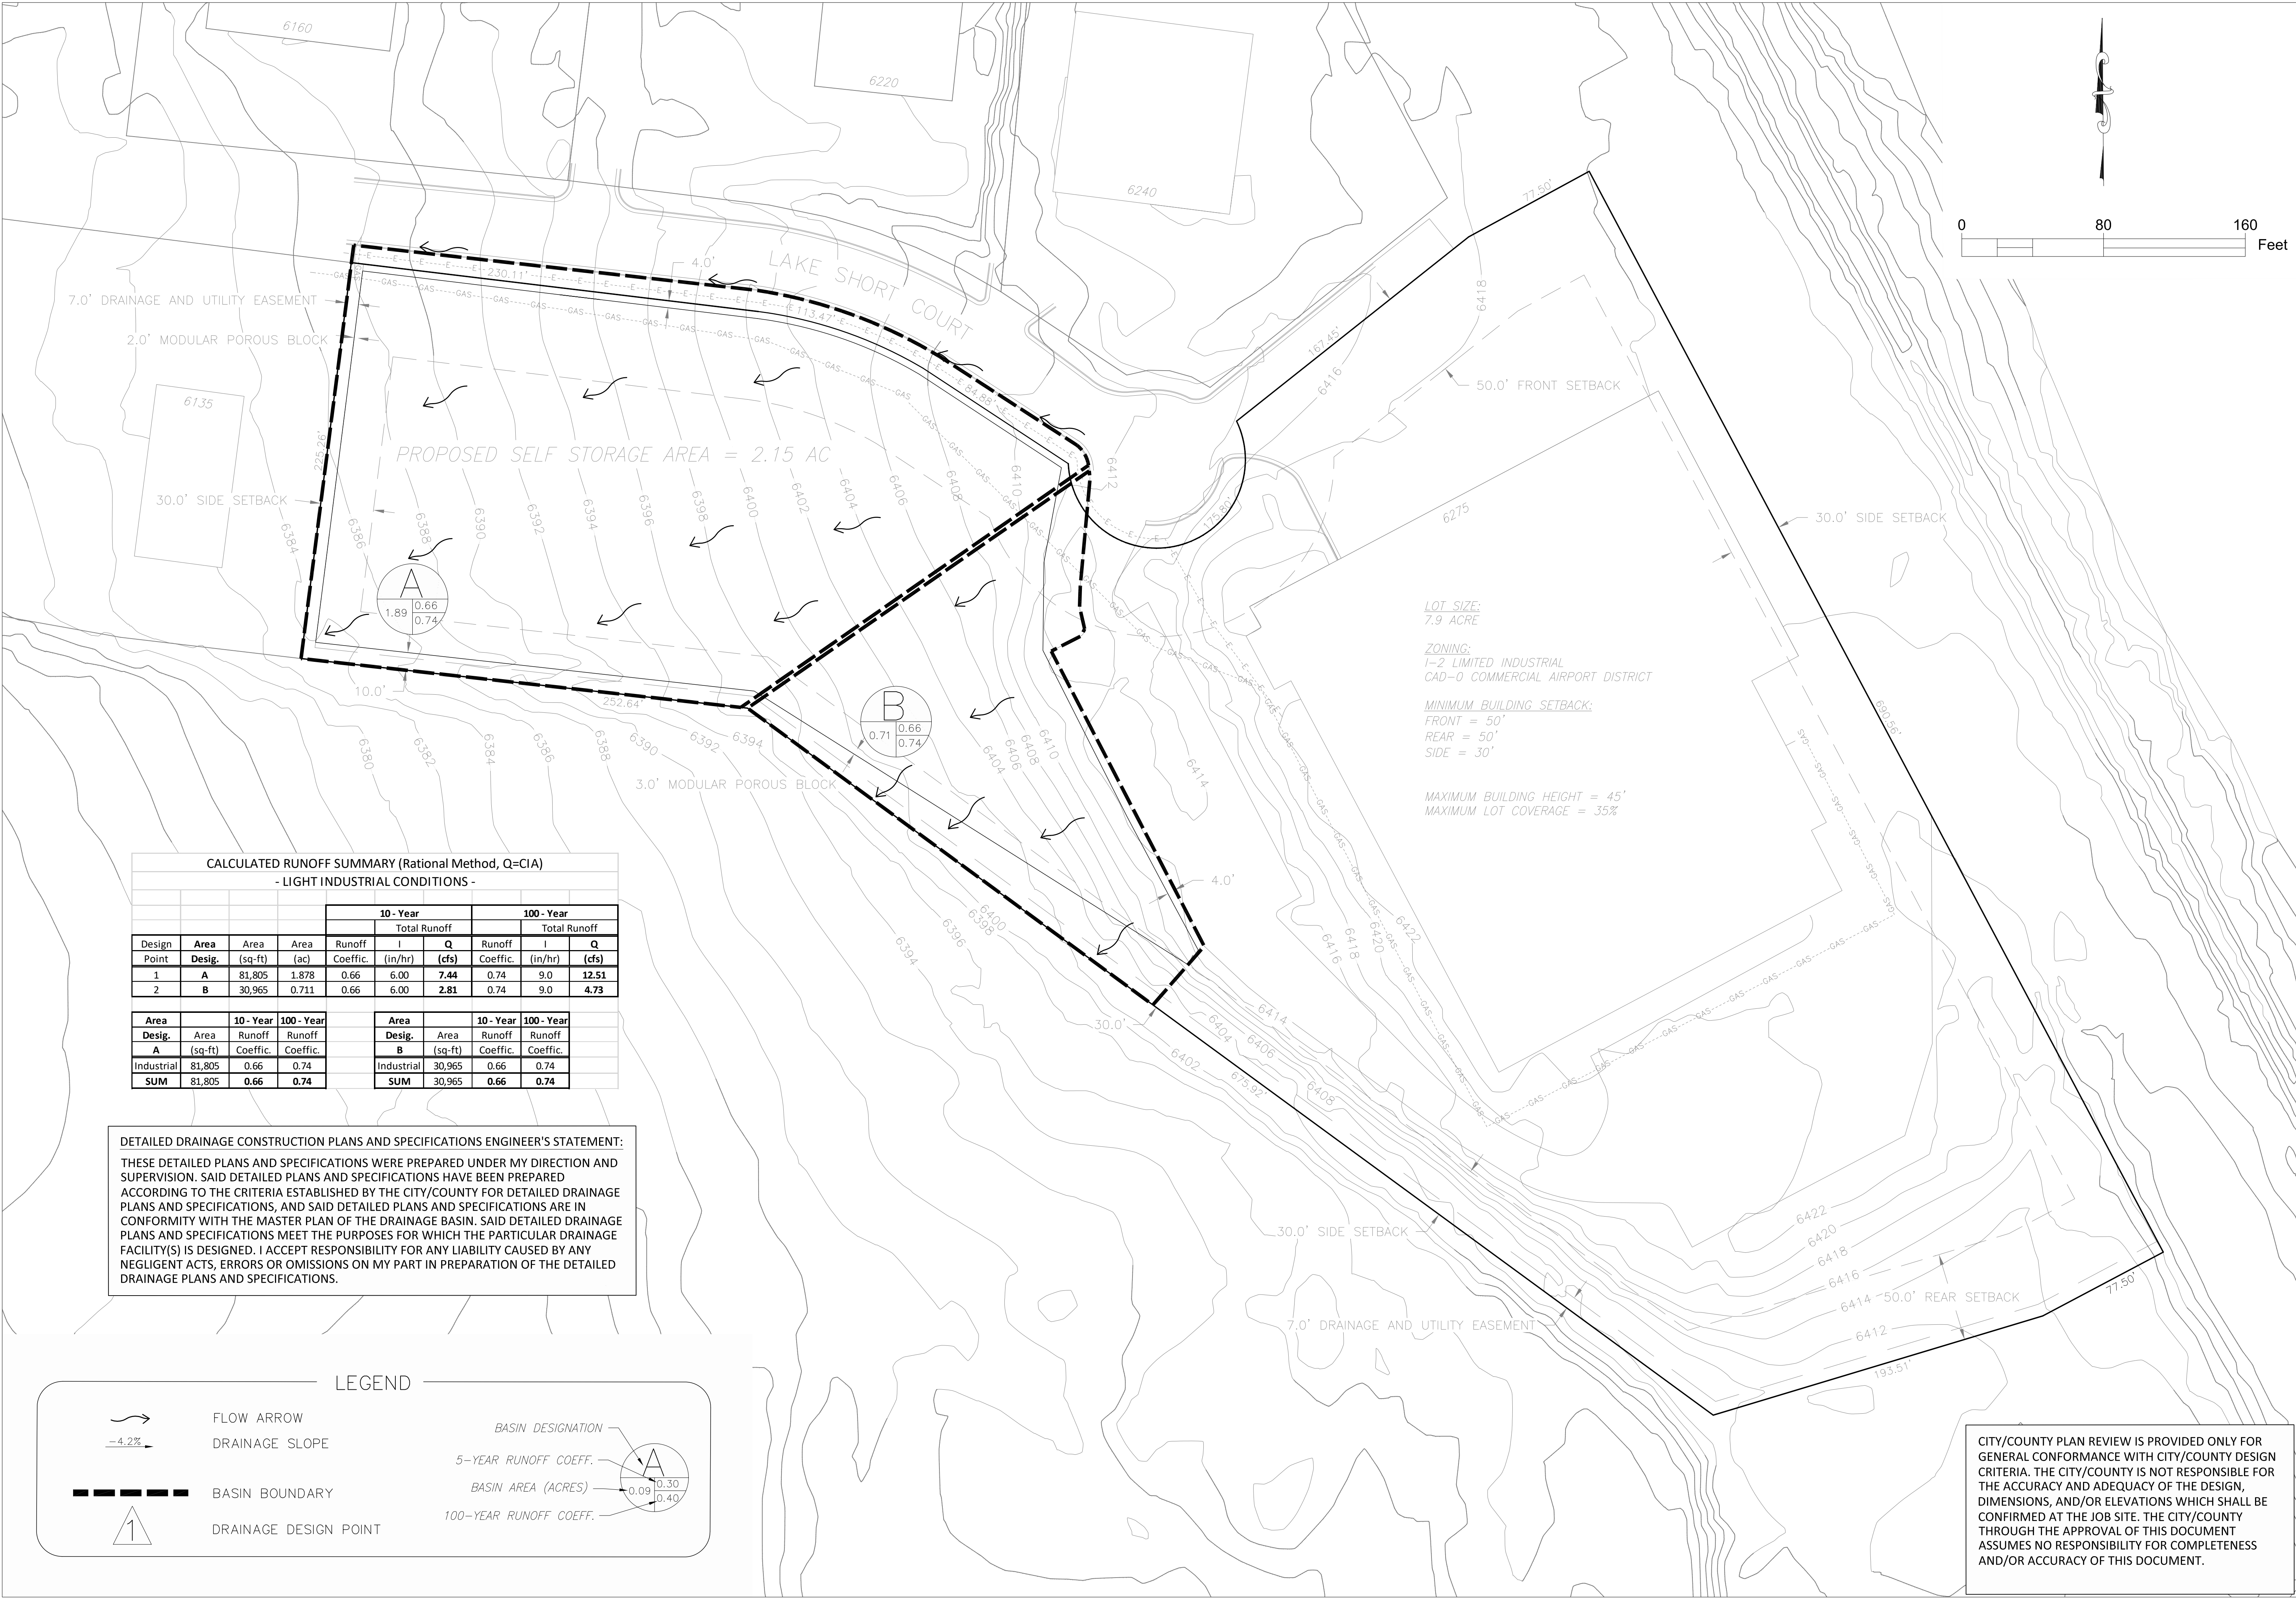 6160
6220
6240
0 80 160
Feet
77.50'
6418
167.45'
6416
50.0' FRONT SETBACK
LAKE SHORT COURT
4.0'
230.11'
113.47'
84.88'
7.0' DRAINAGE AND UTILITY EASEMENT
2.0' MODULAR POROUS BLOCK
6135
225.26'
30.0' SIDE SETBACK
PROPOSED SELF STORAGE AREA = 2.15 AC
6384
6386
6388
6390
6392
6394
6396
6398
6400
6402
6404
6406
6408
6410
6412
175.80'
6275
30.0' SIDE SETBACK
A
1.89
0.66
0.74
LOT SIZE:
7.9 ACRE
ZONING:
I-2 LIMITED INDUSTRIAL
CAD-O COMMERCIAL AIRPORT DISTRICT
MINIMUM BUILDING SETBACK:
FRONT = 50'
REAR = 50'
SIDE = 30'
MAXIMUM BUILDING HEIGHT = 45'
MAXIMUM LOT COVERAGE = 35%
690.56'
10.0'
252.64'
B
0.71
0.66
0.74
6380
6382
6384
6386
6388
6390
6392
6394
3.0' MODULAR POROUS BLOCK
6404
6406
6408
6410
6414
4.0'
6400
6398
6396
6394
6416
6418
6420
6422
30.0'
6402
6404
6406
6414
6408
675.92'
30.0' SIDE SETBACK
7.0' DRAINAGE AND UTILITY EASEMENT
6422
6420
6418
6416
6414
6412
50.0' REAR SETBACK
77.50'
193.51'
E
GAS
CALCULATED RUNOFF SUMMARY (Rational Method, Q=CIA)
- LIGHT INDUSTRIAL CONDITIONS -
10 - Year 100 - Year
Total Runoff Total Runoff
Design Area Area Area Runoff I Q Runoff I Q
Point Desig. (sq-ft) (ac) Coeffic. (in/hr) (cfs) Coeffic. (in/hr) (cfs)
1 A 81,805 1.878 0.66 6.00 7.44 0.74 9.0 12.51
2 B 30,965 0.711 0.66 6.00 2.81 0.74 9.0 4.73
Area 10 - Year 100 - Year Area 10 - Year 100 - Year
Desig. Area Runoff Runoff Desig. Area Runoff Runoff
A (sq-ft) Coeffic. Coeffic. B (sq-ft) Coeffic. Coeffic.
Industrial 81,805 0.66 0.74 Industrial 30,965 0.66 0.74
SUM 81,805 0.66 0.74 SUM 30,965 0.66 0.74
DETAILED DRAINAGE CONSTRUCTION PLANS AND SPECIFICATIONS ENGINEER'S STATEMENT:
THESE DETAILED PLANS AND SPECIFICATIONS WERE PREPARED UNDER MY DIRECTION AND
SUPERVISION. SAID DETAILED PLANS AND SPECIFICATIONS HAVE BEEN PREPARED
ACCORDING TO THE CRITERIA ESTABLISHED BY THE CITY/COUNTY FOR DETAILED DRAINAGE
PLANS AND SPECIFICATIONS, AND SAID DETAILED PLANS AND SPECIFICATIONS ARE IN
CONFORMITY WITH THE MASTER PLAN OF THE DRAINAGE BASIN. SAID DETAILED DRAINAGE
PLANS AND SPECIFICATIONS MEET THE PURPOSES FOR WHICH THE PARTICULAR DRAINAGE
FACILITY(S) IS DESIGNED. I ACCEPT RESPONSIBILITY FOR ANY LIABILITY CAUSED BY ANY
NEGLIGENT ACTS, ERRORS OR OMISSIONS ON MY PART IN PREPARATION OF THE DETAILED
DRAINAGE PLANS AND SPECIFICATIONS.
LEGEND
FLOW ARROW
-4.2%
DRAINAGE SLOPE
BASIN BOUNDARY
1
DRAINAGE DESIGN POINT
BASIN DESIGNATION
5-YEAR RUNOFF COEFF.
BASIN AREA (ACRES)
100-YEAR RUNOFF COEFF.
A
0.09
0.30
0.40
CITY/COUNTY PLAN REVIEW IS PROVIDED ONLY FOR
GENERAL CONFORMANCE WITH CITY/COUNTY DESIGN
CRITERIA. THE CITY/COUNTY IS NOT RESPONSIBLE FOR
THE ACCURACY AND ADEQUACY OF THE DESIGN,
DIMENSIONS, AND/OR ELEVATIONS WHICH SHALL BE
CONFIRMED AT THE JOB SITE. THE CITY/COUNTY
THROUGH THE APPROVAL OF THIS DOCUMENT
ASSUMES NO RESPONSIBILITY FOR COMPLETENESS
AND/OR ACCURACY OF THIS DOCUMENT.